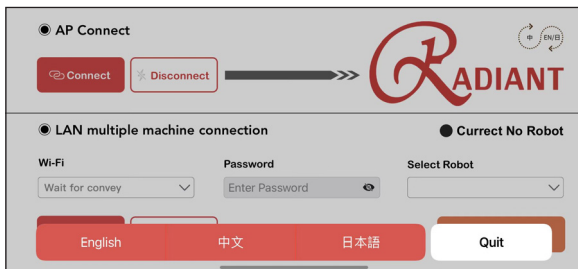 AP Connect
中 EN/日
Connect
Disconnect
RADIANT
LAN multiple machine connection
Currect No Robot
Wi-Fi
Password
Select Robot
Wait for convey
Enter Password
English
中文
日本語
Quit